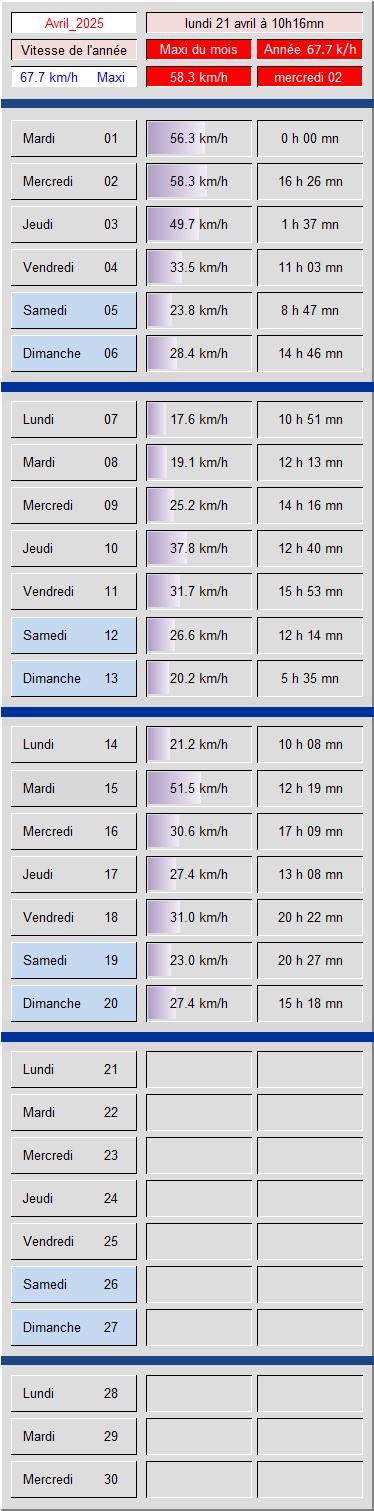 Avril_2025 lundi 21 avril à 10h16mn
Vitesse de l'année Maxi du mois Année 67.7 k/h
67.7 km/h Maxi 58.3 km/h mercredi 02
Mardi 01 56.3 km/h 0 h 00 mn
Mercredi 02 58.3 km/h 16 h 26 mn
Jeudi 03 49.7 km/h 1 h 37 mn
Vendredi 04 33.5 km/h 11 h 03 mn
Samedi 05 23.8 km/h 8 h 47 mn
Dimanche 06 28.4 km/h 14 h 46 mn
Lundi 07 17.6 km/h 10 h 51 mn
Mardi 08 19.1 km/h 12 h 13 mn
Mercredi 09 25.2 km/h 14 h 16 mn
Jeudi 10 37.8 km/h 12 h 40 mn
Vendredi 11 31.7 km/h 15 h 53 mn
Samedi 12 26.6 km/h 12 h 14 mn
Dimanche 13 20.2 km/h 5 h 35 mn
Lundi 14 21.2 km/h 10 h 08 mn
Mardi 15 51.5 km/h 12 h 19 mn
Mercredi 16 30.6 km/h 17 h 09 mn
Jeudi 17 27.4 km/h 13 h 08 mn
Vendredi 18 31.0 km/h 20 h 22 mn
Samedi 19 23.0 km/h 20 h 27 mn
Dimanche 20 27.4 km/h 15 h 18 mn
Lundi 21
Mardi 22
Mercredi 23
Jeudi 24
Vendredi 25
Samedi 26
Dimanche 27
Lundi 28
Mardi 29
Mercredi 30